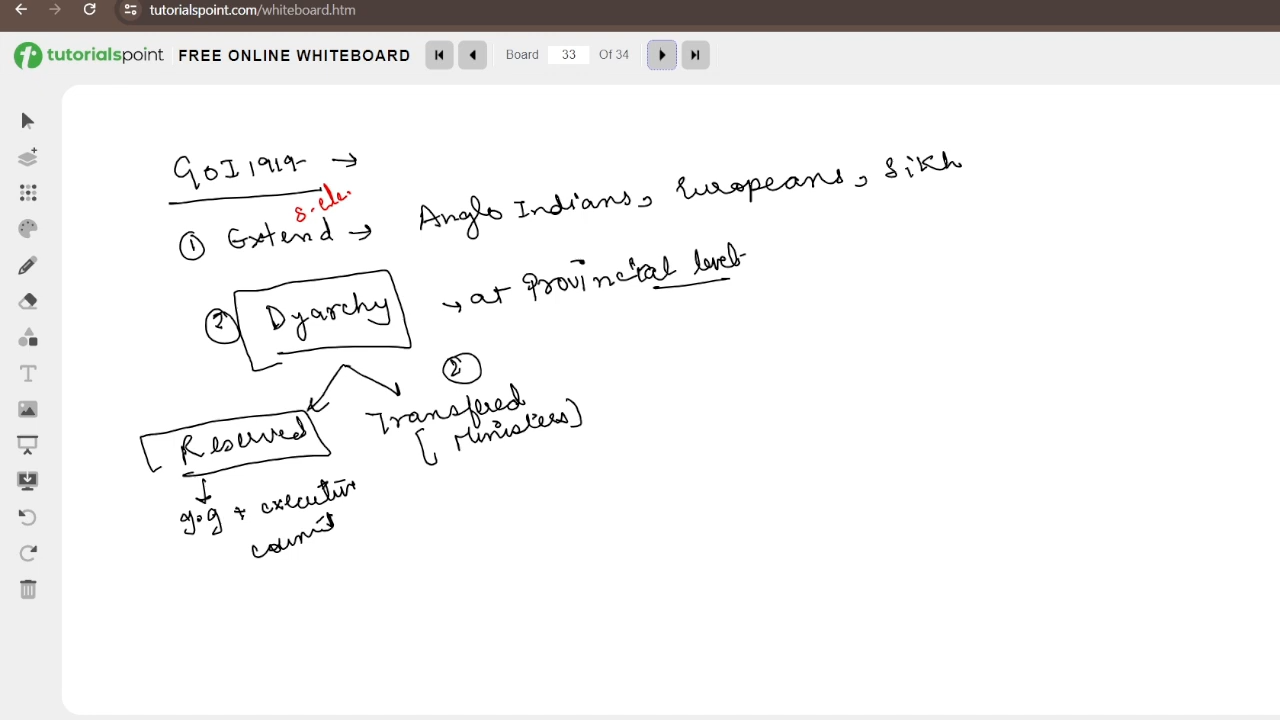 tutorialspoint.com/whiteboard.htm
tutorialspoint FREE ONLINE WHITEBOARD Board 33 Of 34
GOI 1919 →
s. ele.
① Extend → Anglo Indians, Europeans, Sikh
② Dyarchy → at Provincial level
②
Reserved Transfered
[Ministers]
g.g + executive
council